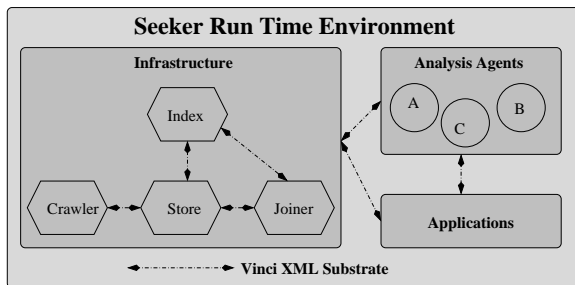 Seeker Run Time Environment
Infrastructure
Index
Crawler
Store
Joiner
Analysis Agents
A
B
C
Applications
Vinci XML Substrate